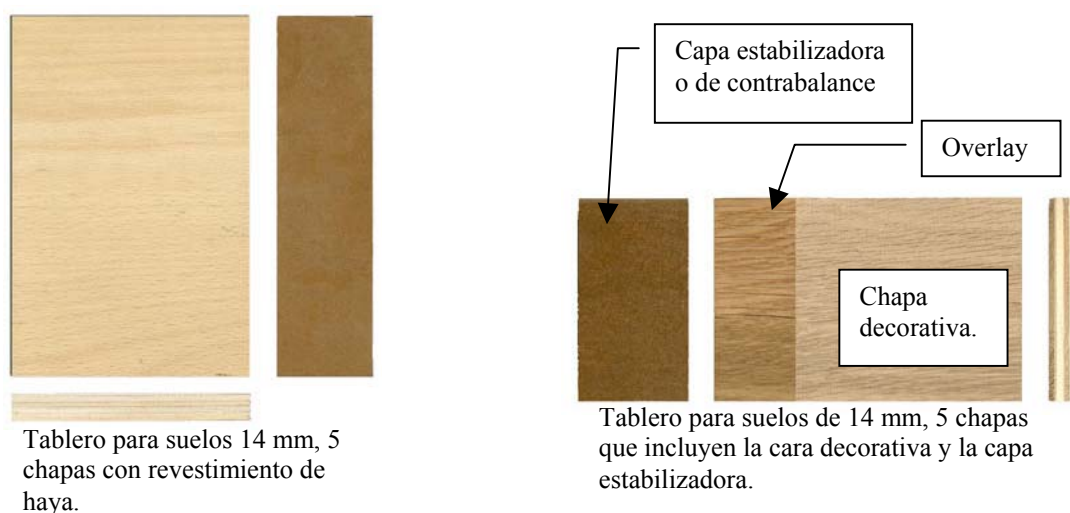 Capa estabilizadora
o de contrabalance
Overlay
Chapa
decorativa.
Tablero para suelos 14 mm, 5
chapas con revestimiento de
haya.
Tablero para suelos de 14 mm, 5 chapas
que incluyen la cara decorativa y la capa
estabilizadora.